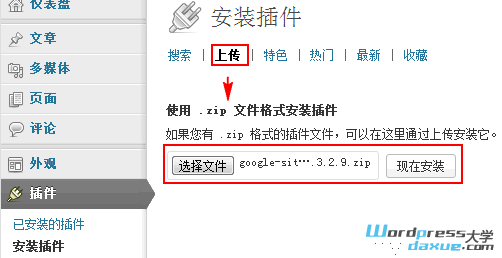 仪表盘
文章
多媒体
页面
评论
外观
插件
已安装的插件
安装插件
安装插件
搜索 | 上传 | 特色 | 热门 | 最新 | 收藏
使用 .zip 文件格式安装插件
如果您有 .zip 格式的插件文件，可以在这里通过上传安装它。
选择文件 google-sit….3.2.9.zip 现在安装
Wordpress大学
daxue.com